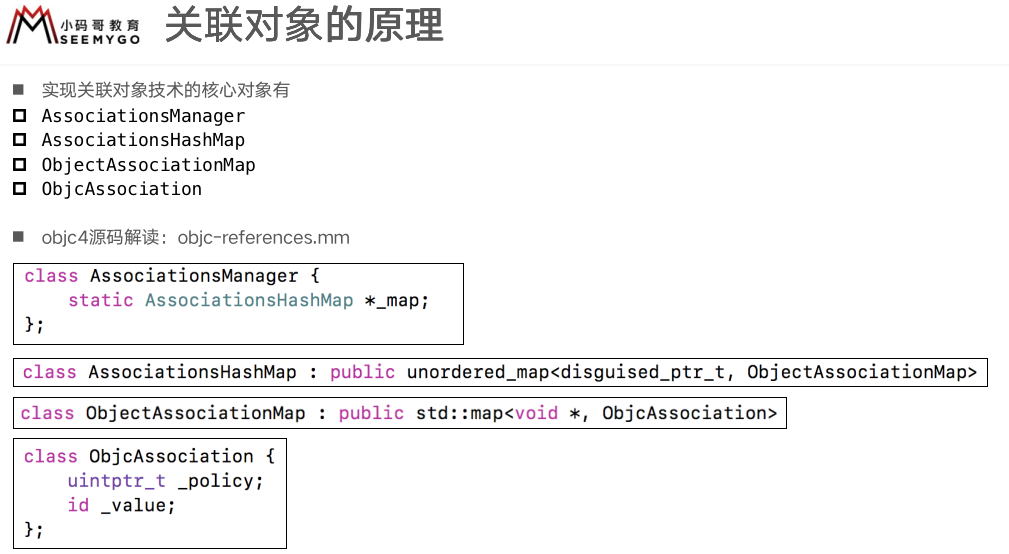 小码哥教育
SEEMYGO
关联对象的原理
实现关联对象技术的核心对象有
AssociationsManager
AssociationsHashMap
ObjectAssociationMap
ObjcAssociation
objc4源码解读：objc-references.mm
class AssociationsManager {
    static AssociationsHashMap *_map;
};
class AssociationsHashMap : public unordered_map<disguised_ptr_t, ObjectAssociationMap>
class ObjectAssociationMap : public std::map<void *, ObjcAssociation>
class ObjcAssociation {
    uintptr_t _policy;
    id _value;
};